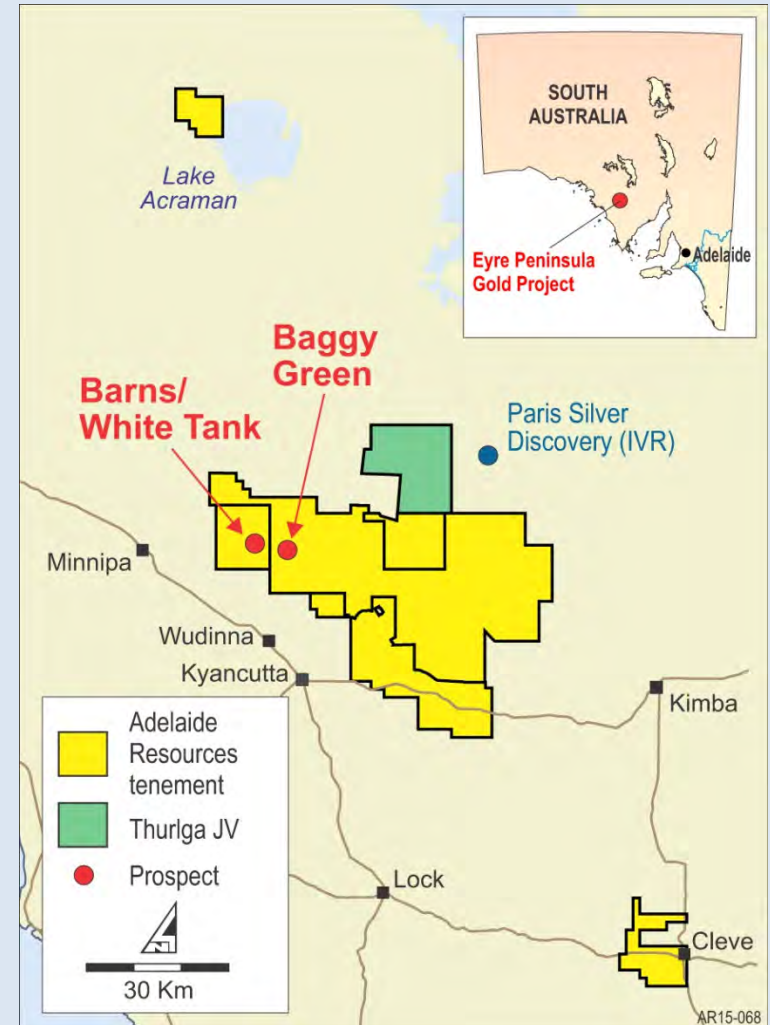 SOUTH
AUSTRALIA
Lake
Acraman
Adelaide
Eyre Peninsula
Gold Project
Baggy
Green
Barns/
White Tank
Paris Silver
Discovery (IVR)
Minnipa
Wudinna
Kyancutta
Kimba
Adelaide
Resources
tenement
Thurlga JV
Prospect
Lock
N
30 Km
Cleve
AR15-068